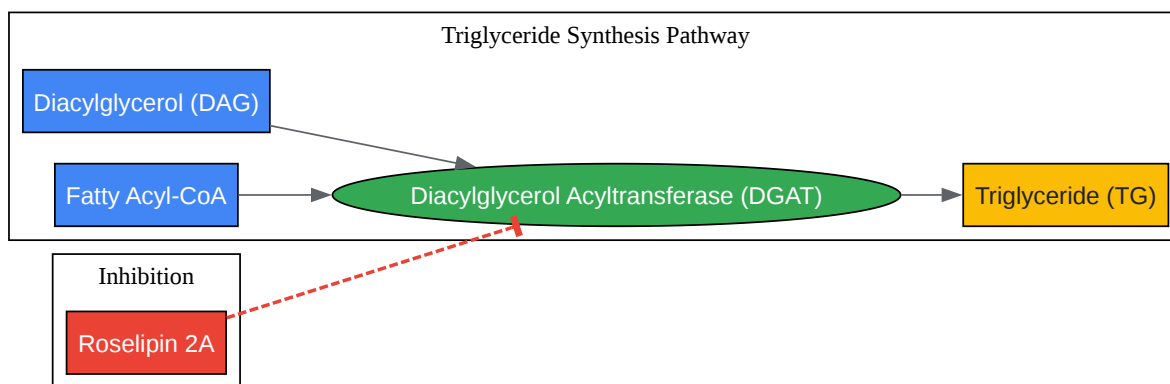 Triglyceride Synthesis Pathway
Diacylglycerol (DAG)
Fatty Acyl-CoA
Diacylglycerol Acyltransferase (DGAT)
Triglyceride (TG)
Inhibition
Roselipin 2A